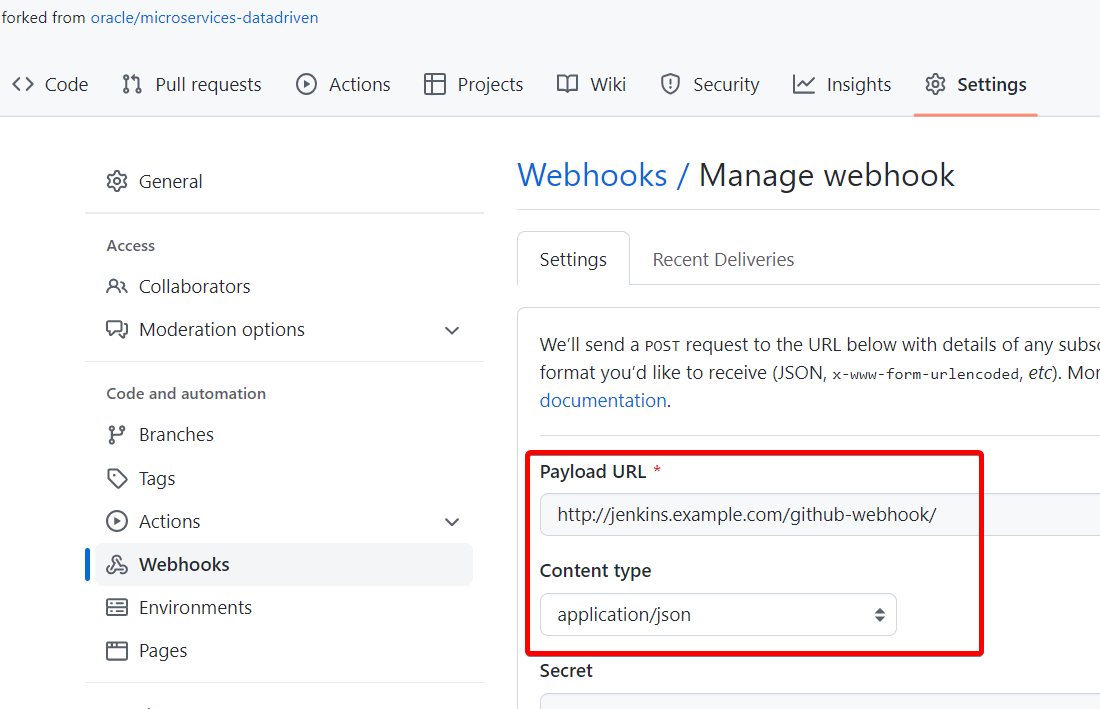 forked from oracle/microservices-datadriven
Code Pull requests Actions Projects Wiki Security Insights Settings
General
Access
Collaborators
Moderation options
Code and automation
Branches
Tags
Actions
Webhooks
Environments
Pages
Webhooks / Manage webhook
Settings Recent Deliveries
We'll send a POST request to the URL below with details of any
format you'd like to receive (JSON, x-www-form-urlencoded, etc).
documentation.
Payload URL *
http://jenkins.example.com/github-webhook/
Content type
application/json
Secret